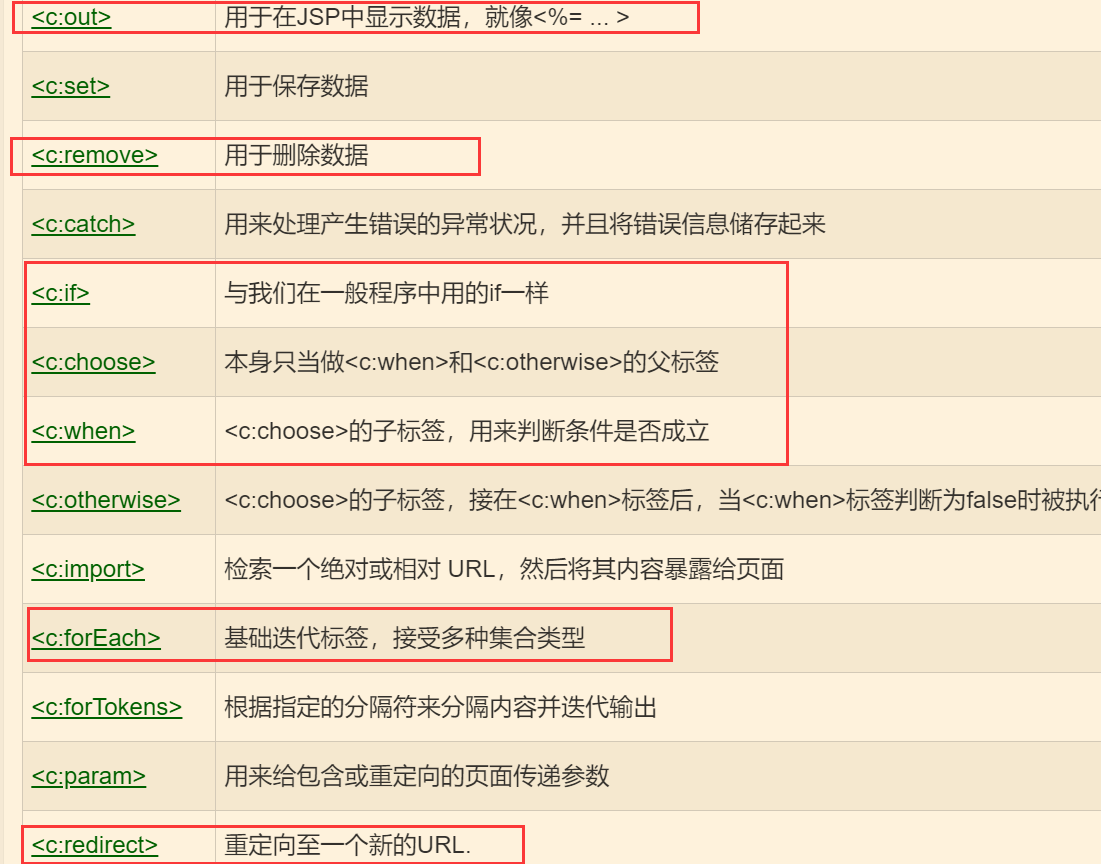 <c:out> 用于在JSP中显示数据，就像<%= ... >
<c:set> 用于保存数据
<c:remove> 用于删除数据
<c:catch> 用来处理产生错误的异常状况，并且将错误信息储存起来
<c:if> 与我们在一般程序中用的if一样
<c:choose> 本身只当做<c:when>和<c:otherwise>的父标签
<c:when> <c:choose>的子标签，用来判断条件是否成立
<c:otherwise> <c:choose>的子标签，接在<c:when>标签后，当<c:when>标签判断为false时被执行
<c:import> 检索一个绝对或相对 URL，然后将其内容暴露给页面
<c:forEach> 基础迭代标签，接受多种集合类型
<c:forTokens> 根据指定的分隔符来分隔内容并迭代输出
<c:param> 用来给包含或重定向的页面传递参数
<c:redirect> 重定向至一个新的URL.